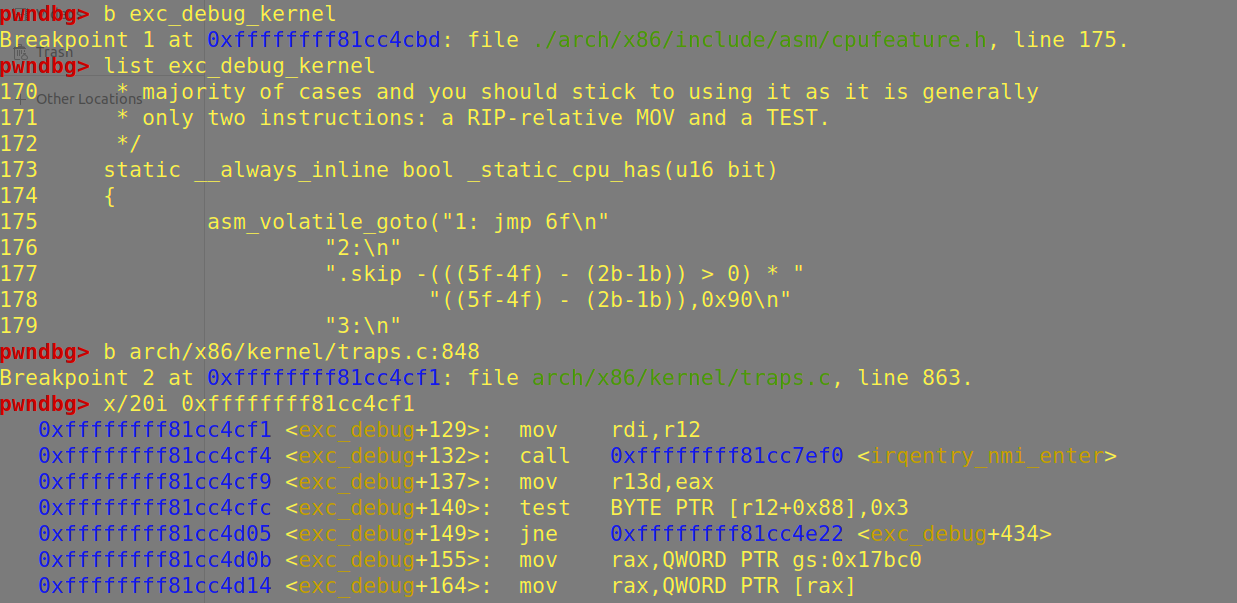 pwndbg> b exc_debug_kernel
Breakpoint 1 at 0xffffffff81cc4cbd: file ./arch/x86/include/asm/cpufeature.h, line 175.
Trash
pwndbg> list exc_debug_kernel
170      * majority of cases and you should stick to using it as it is generally
Other Locations
171      * only two instructions: a RIP-relative MOV and a TEST.
172      */
173     static __always_inline bool _static_cpu_has(u16 bit)
174     {
175             asm_volatile_goto("1: jmp 6f\n"
176                      "2:\n"
177                      ".skip -(((5f-4f) - (2b-1b)) > 0) * "
178                              "((5f-4f) - (2b-1b)),0x90\n"
179                      "3:\n"
pwndbg> b arch/x86/kernel/traps.c:848
Breakpoint 2 at 0xffffffff81cc4cf1: file arch/x86/kernel/traps.c, line 863.
pwndbg> x/20i 0xffffffff81cc4cf1
   0xffffffff81cc4cf1 <exc_debug+129>:  mov    rdi,r12
   0xffffffff81cc4cf4 <exc_debug+132>:  call   0xffffffff81cc7ef0 <irqentry_nmi_enter>
   0xffffffff81cc4cf9 <exc_debug+137>:  mov    r13d,eax
   0xffffffff81cc4cfc <exc_debug+140>:  test   BYTE PTR [r12+0x88],0x3
   0xffffffff81cc4d05 <exc_debug+149>:  jne    0xffffffff81cc4e22 <exc_debug+434>
   0xffffffff81cc4d0b <exc_debug+155>:  mov    rax,QWORD PTR gs:0x17bc0
   0xffffffff81cc4d14 <exc_debug+164>:  mov    rax,QWORD PTR [rax]